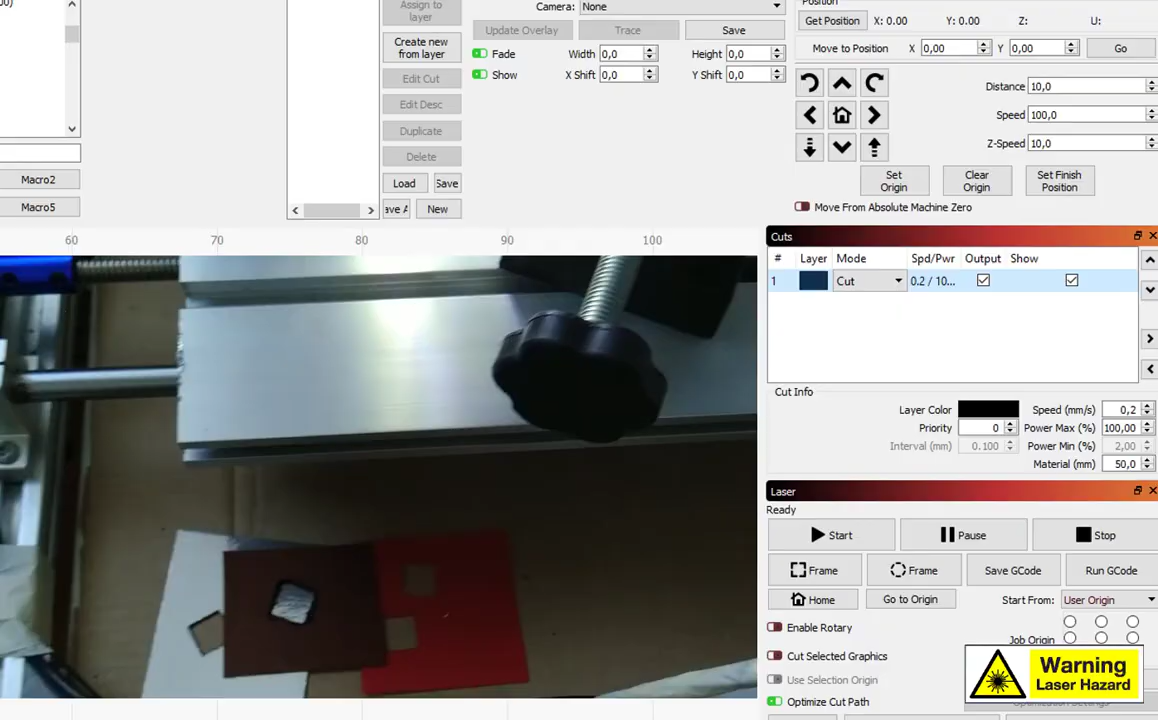 Assign to
layer
Create new
from layer
Edit Cut
Edit Desc
Duplicate
Delete
Load
Save
ave A
New
Macro2
Macro5
Camera:
None
Update Overlay
Trace
Save
Fade
Width
0,0
Height
0,0
Show
X Shift
0,0
Y Shift
0,0
Position
Get Position
X: 0.00
Y: 0.00
Z:
U:
Move to Position
X
0,00
Y
0,00
Go
Distance
10,0
Speed
100,0
Z-Speed
10,0
Set
Origin
Clear
Origin
Set Finish
Position
Move From Absolute Machine Zero
60
70
80
90
100
Cuts
#
Layer
Mode
Spd/Pwr
Output
Show
1
Cut
0.2 / 10...
Cut Info
Layer Color
Speed (mm/s)
0,2
Priority
0
Power Max (%)
100,00
Interval (mm)
0.100
Power Min (%)
2,00
Material (mm)
50,0
Laser
Ready
Start
Pause
Stop
Frame
Frame
Save GCode
Run GCode
Home
Go to Origin
Start From:
User Origin
Enable Rotary
Job Origin
Cut Selected Graphics
Use Selection Origin
Optimize Cut Path
Warning
Laser Hazard